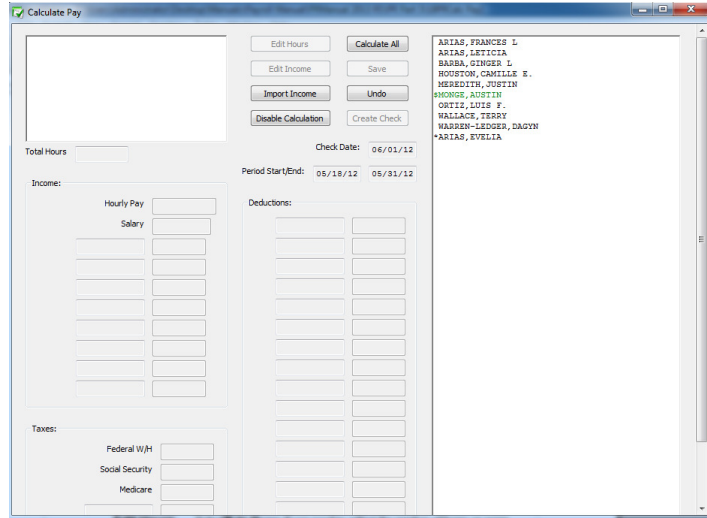 Calculate Pay
Edit Hours
Calculate All
Edit Income
Save
Import Income
Undo
Disable Calculation
Create Check
Total Hours
Check Date: 06/01/12
Period Start/End: 05/18/12 05/31/12
Income:
Hourly Pay
Salary
Deductions:
Taxes:
Federal W/H
Social Security
Medicare
ARIAS,FRANCES L
ARIAS,LETICIA
BARBA,GINGER L
HOUSTON,CAMILLE E.
MEREDITH,JUSTIN
$MONGE,AUSTIN
ORTIZ,LUIS F.
WALLACE,TERRY
WARREN-LEDGER,DAGYN
*ARIAS,EVELIA